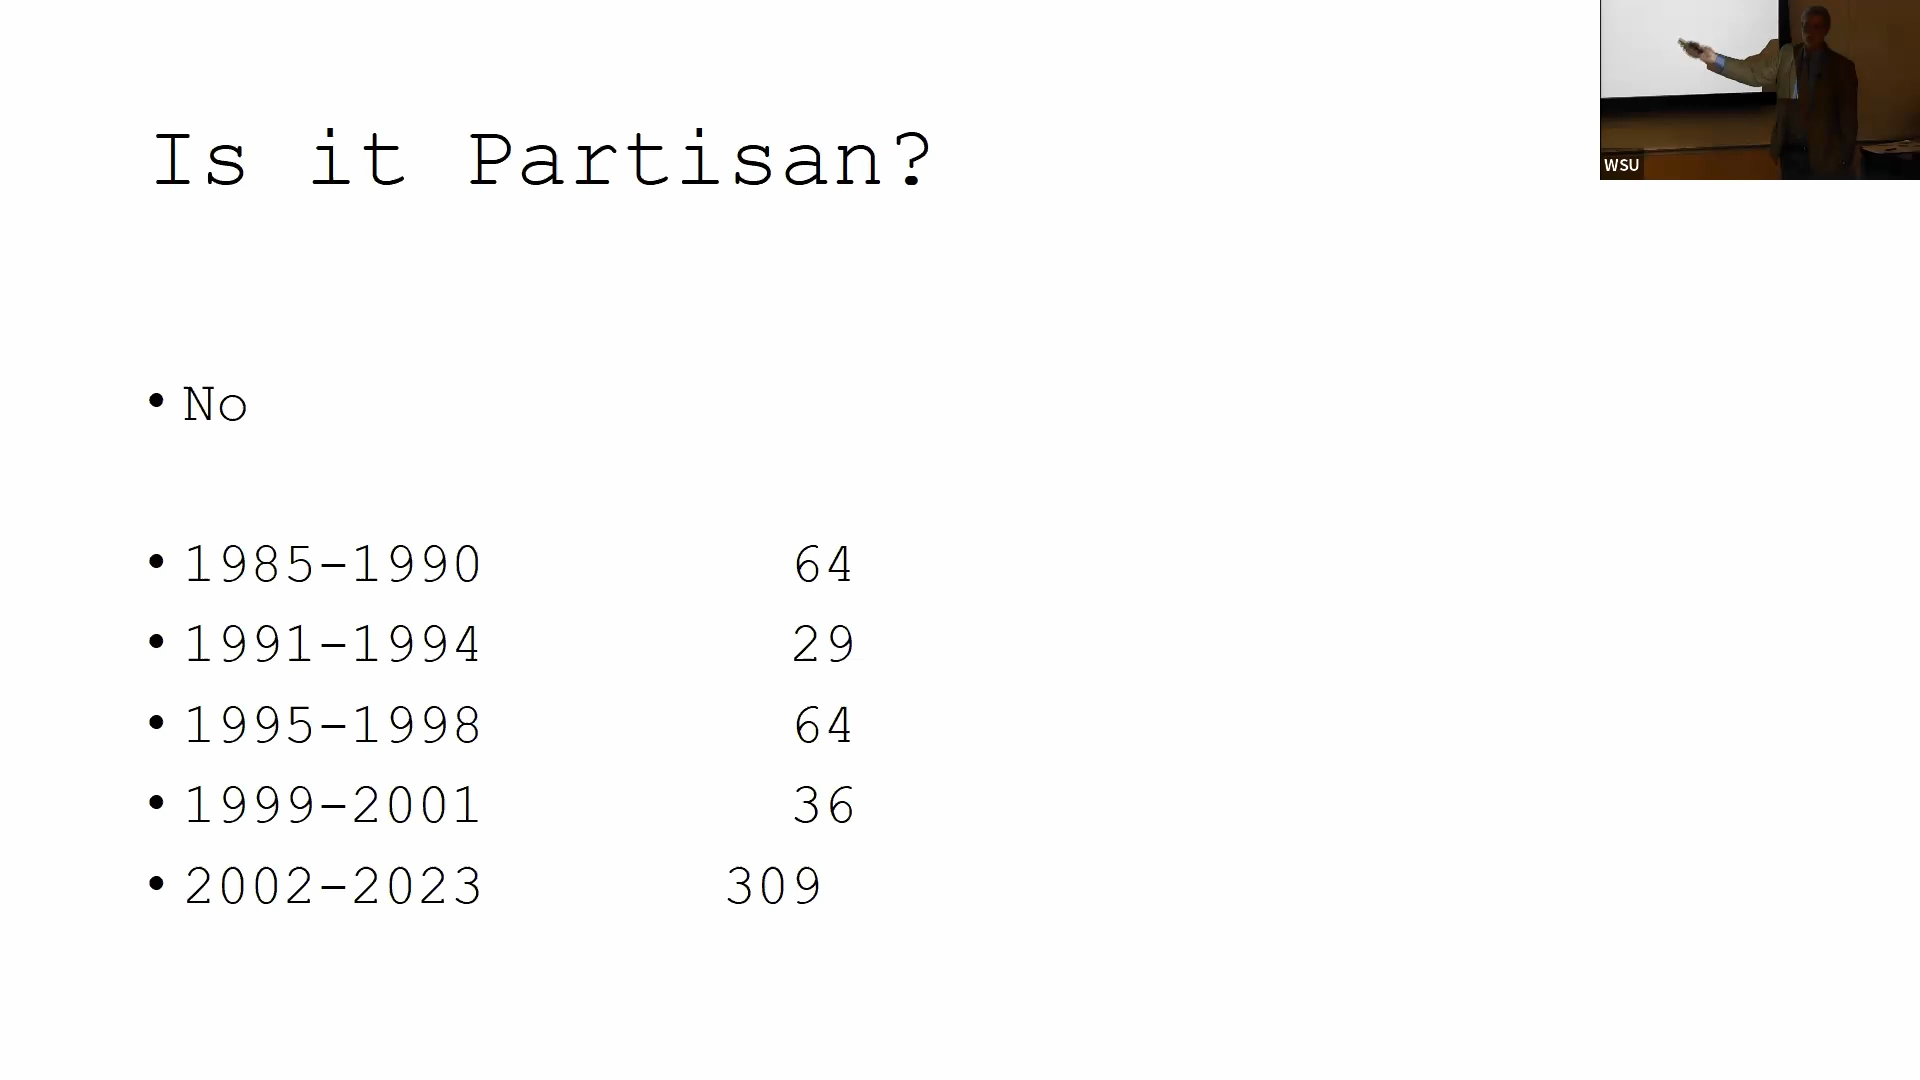 Is it Partisan?
• No
• 1985-1990 64
• 1991-1994 29
• 1995-1998 64
• 1999-2001 36
• 2002-2023 309
WSU